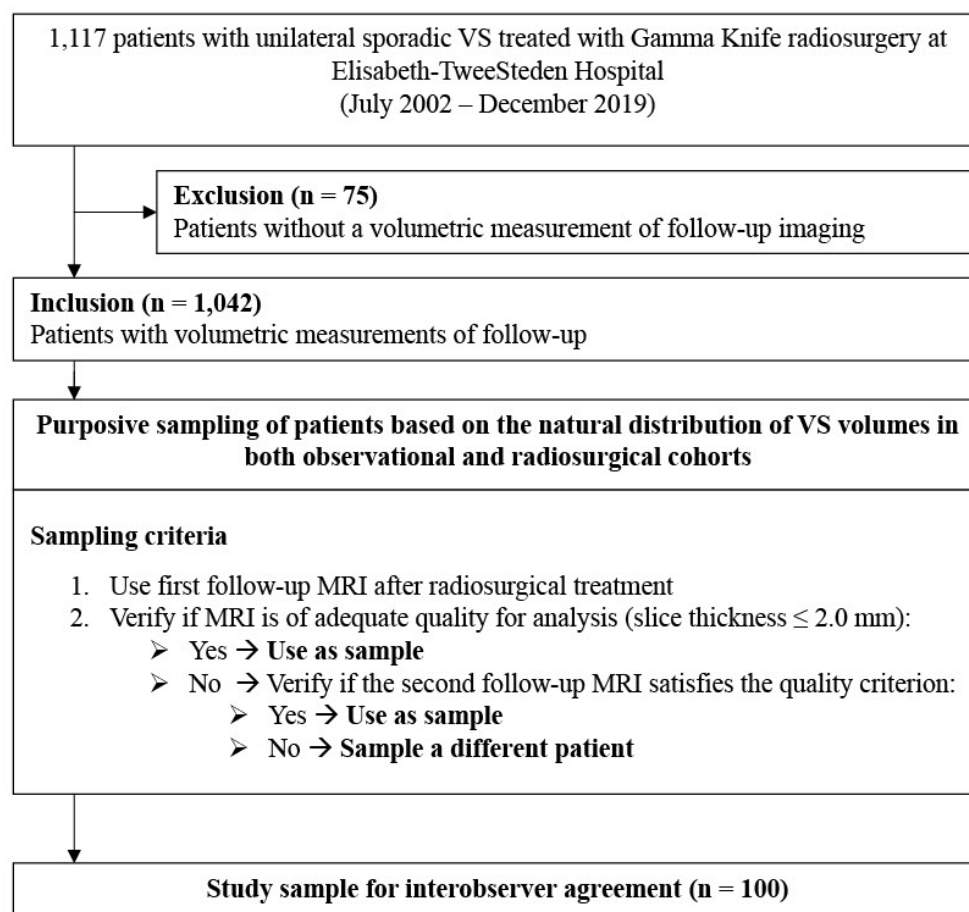 1,117 patients with unilateral sporadic VS treated with Gamma Knife radiosurgery at
Elisabeth-TweeSteden Hospital
(July 2002 – December 2019)
Exclusion (n = 75)
Patients without a volumetric measurement of follow-up imaging
Inclusion (n = 1,042)
Patients with volumetric measurements of follow-up
Purposive sampling of patients based on the natural distribution of VS volumes in
both observational and radiosurgical cohorts
Sampling criteria
1. Use first follow-up MRI after radiosurgical treatment
2. Verify if MRI is of adequate quality for analysis (slice thickness ≤ 2.0 mm):
➢ Yes → Use as sample
➢ No → Verify if the second follow-up MRI satisfies the quality criterion:
➢ Yes → Use as sample
➢ No → Sample a different patient
Study sample for interobserver agreement (n = 100)